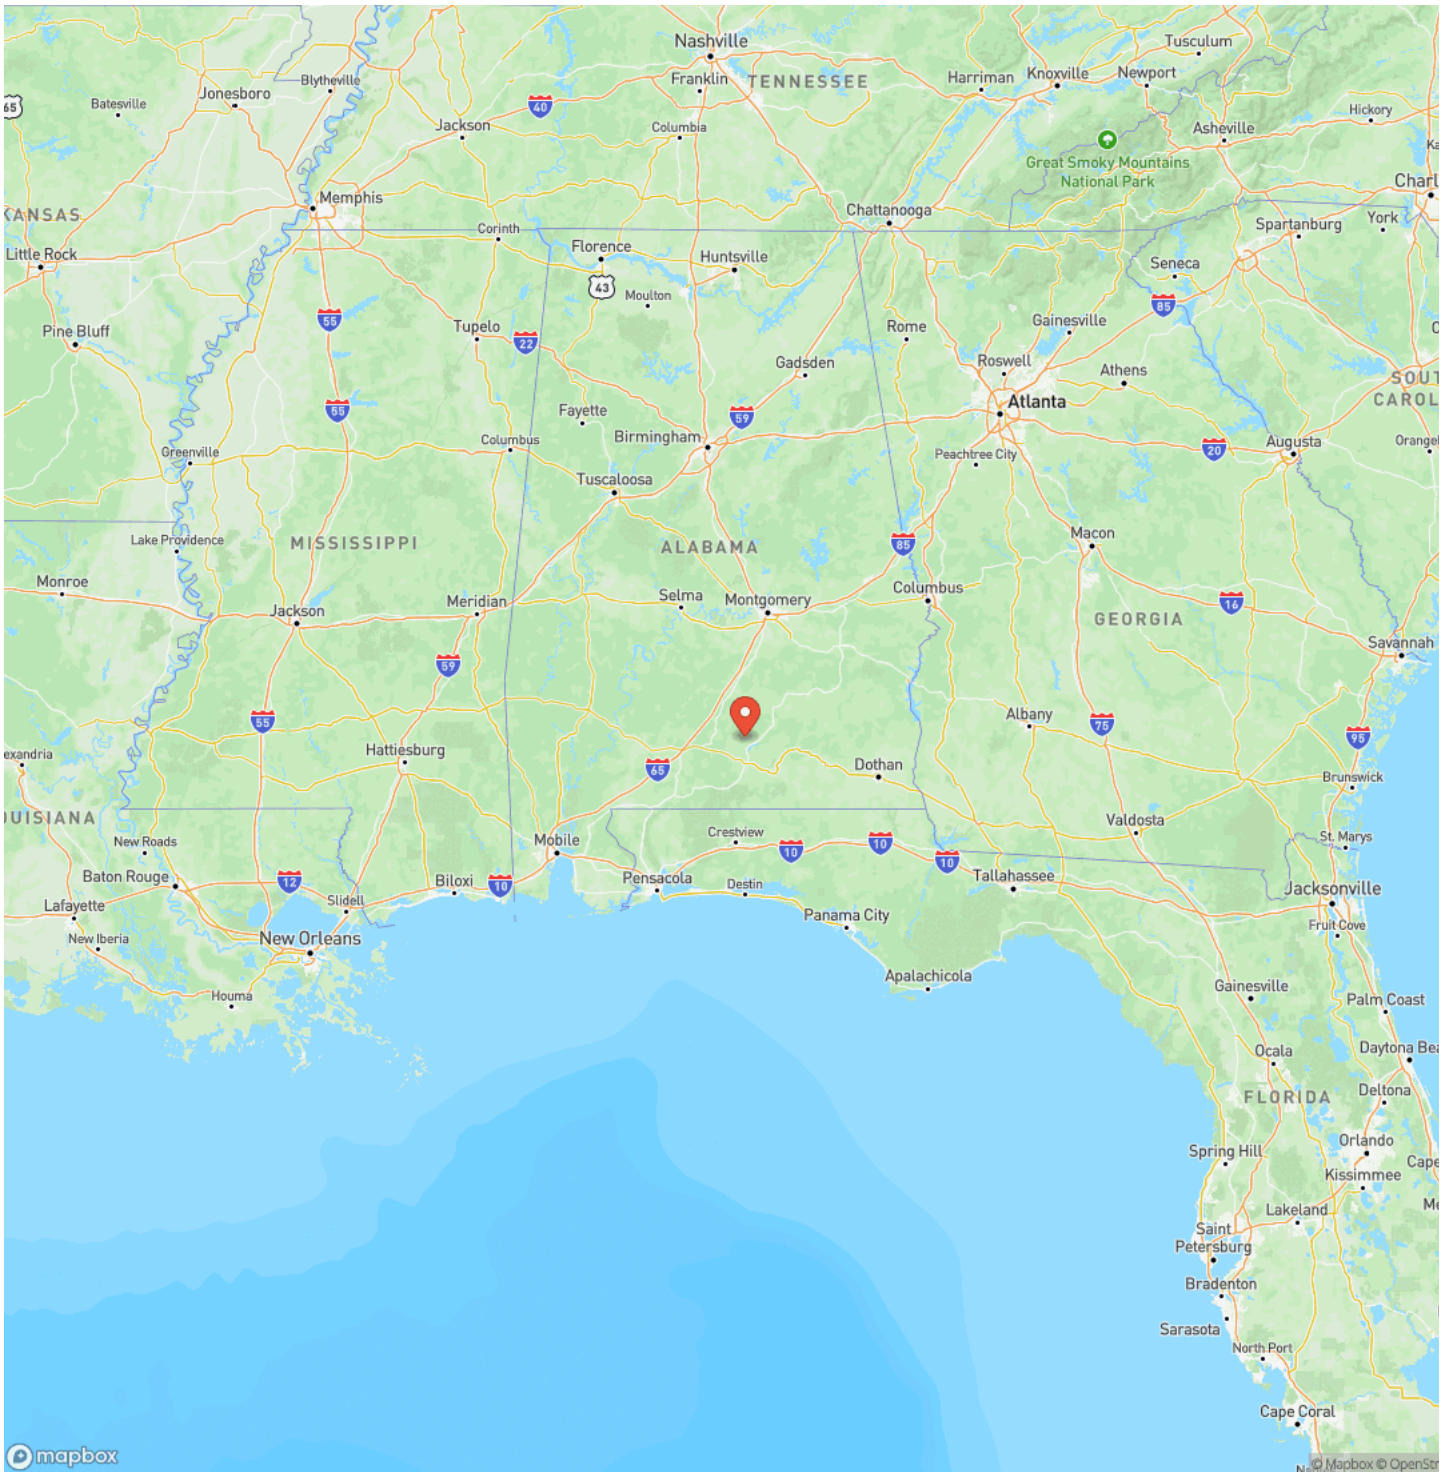 Nashville
Tusculum
TENNESSEE
Franklin
Harriman
Knoxville
Newport
Blytheville
Jonesboro
Batesville
65
40
Hickory
Jackson
Columbia
Asheville
Great Smoky Mountains
National Park
Charl
Memphis
Chattanooga
KANSAS
York
Spartanburg
Corinth
Florence
Huntsville
Little Rock
Seneca
43
Moulton
85
55
Gainesville
Pine Bluff
Tupelo
22
Rome
Roswell
Gadsden
Athens
SOUT
CAROL
Atlanta
55
Fayette
59
Birmingham
Columbus
Augusta
Orangeb
Greenville
20
Peachtree City
Tuscaloosa
Macon
Lake Providence
MISSISSIPPI
ALABAMA
85
Monroe
Columbus
Selma
Montgomery
Meridian
Jackson
16
GEORGIA
Savannah
59
Albany
55
75
95
Hattiesburg
exandria
65
Dothan
Brunswick
OUISIANA
Valdosta
Crestview
St. Marys
Mobile
New Roads
10
10
10
Baton Rouge
12
Biloxi
10
Pensacola
Destin
Tallahassee
Jacksonville
Slidell
Lafayette
Panama City
Fruit Cove
New Iberia
New Orleans
Apalachicola
Gainesville
Houma
Palm Coast
Ocala
Daytona Bea
FLORIDA
Deltona
Orlando
Spring Hill
Cape
Kissimmee
Lakeland
Saint
Petersburg
Bradenton
Sarasota
North Port
Cape Coral
mapbox
© Mapbox © OpenStr